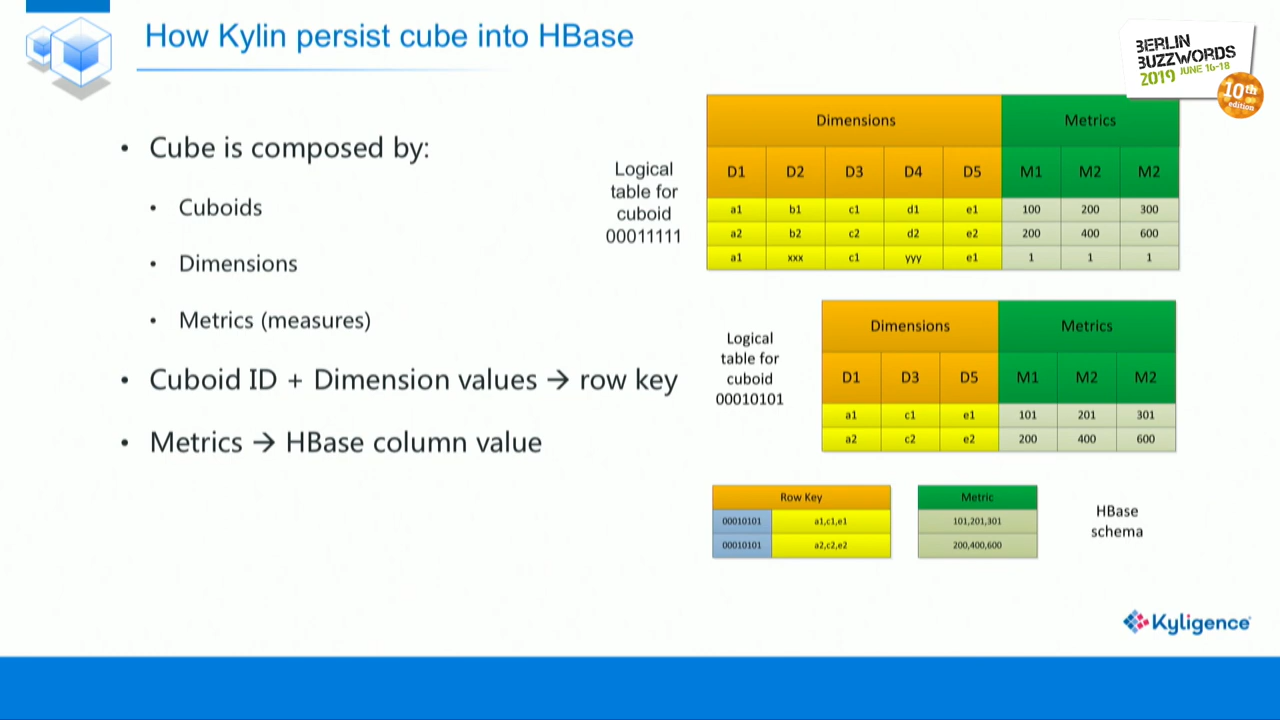 How Kylin persist cube into HBase
BERLIN
BUZZWORDS
2019 JUNE 16-18
10th
edition
• Cube is composed by:
• Cuboids
• Dimensions
• Metrics (measures)
• Cuboid ID + Dimension values → row key
• Metrics → HBase column value
Logical
table for
cuboid
00011111
Dimensions Metrics
D1 D2 D3 D4 D5 M1 M2 M2
a1 b1 c1 d1 e1 100 200 300
a2 b2 c2 d2 e2 200 400 600
a1 xxx c1 yyy e1 1 1 1
Logical
table for
cuboid
00010101
Dimensions Metrics
D1 D3 D5 M1 M2 M2
a1 c1 e1 101 201 301
a2 c2 e2 200 400 600
Row Key Metric
00010101 a1,c1,e1 101,201,301
00010101 a2,c2,e2 200,400,600
HBase
schema
Kyligence